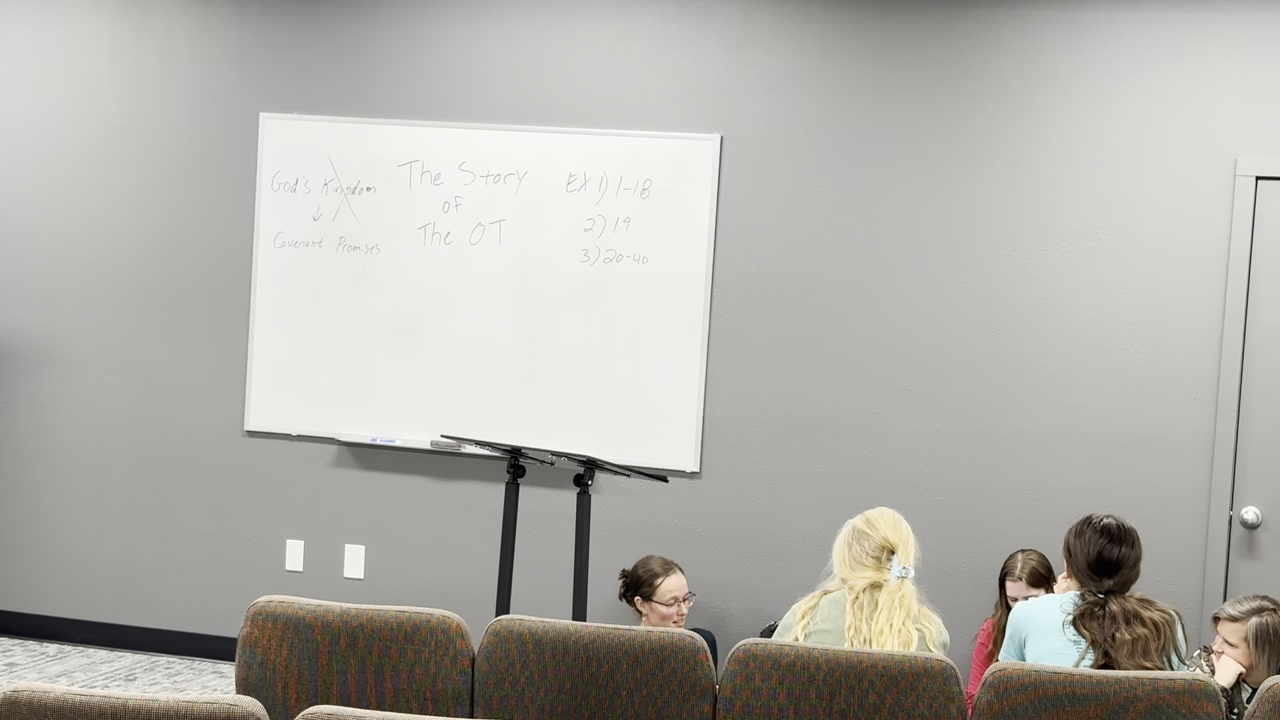 God's Kingdom
↓
Covenant Promises
The Story
of
The OT
EX 1) 1-18
2) 19
3) 20-40